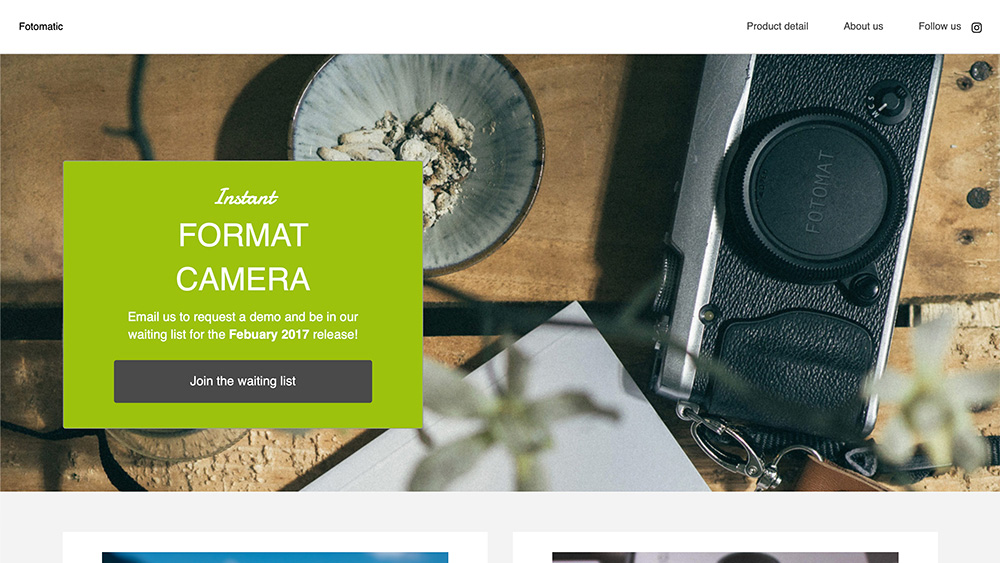 Fotomatic
Product detail
About us
Follow us
Instant
FORMAT
CAMERA
Email us to request a demo and be in our
waiting list for the Febuary 2017 release!
Join the waiting list
FOTOMAT
M C S